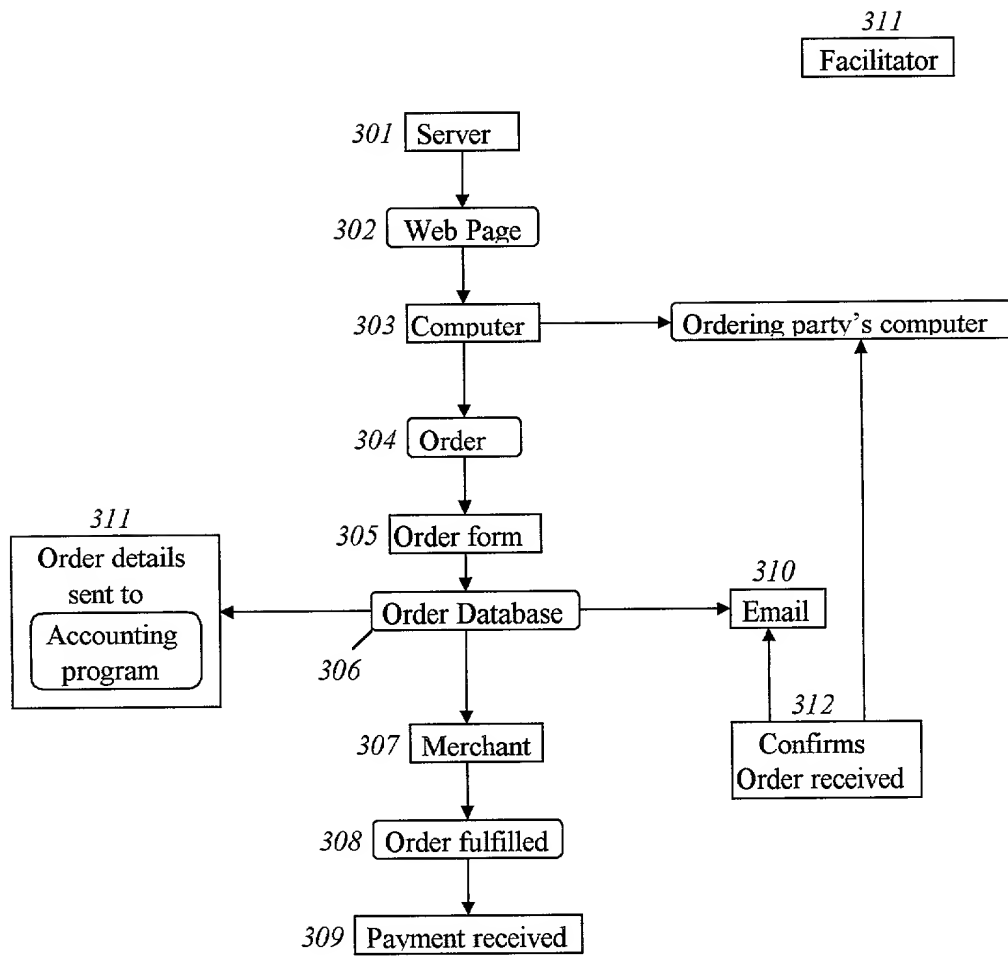 311
Facilitator
301 Server
302 Web Page
303 Computer
Ordering party's computer
304 Order
305 Order form
311
Order details
sent to
Accounting
program
Order Database
306
310
Email
307 Merchant
312
Confirms
Order received
308 Order fulfilled
309 Payment received